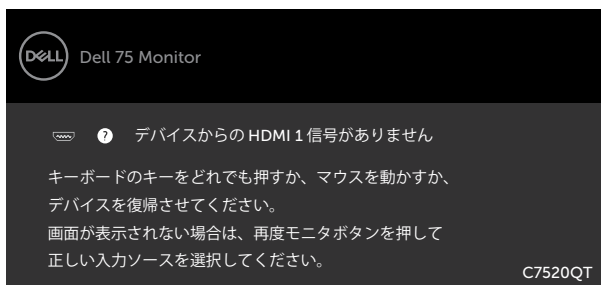 DELL
Dell 75 Monitor
? デバイスからの HDMI 1 信号がありません
キーボードのキーをどれでも押すか、マウスを動かすか、
デバイスを復帰させてください。
画面が表示されない場合は、再度モニタボタンを押して
正しい入力ソースを選択してください。
C7520QT